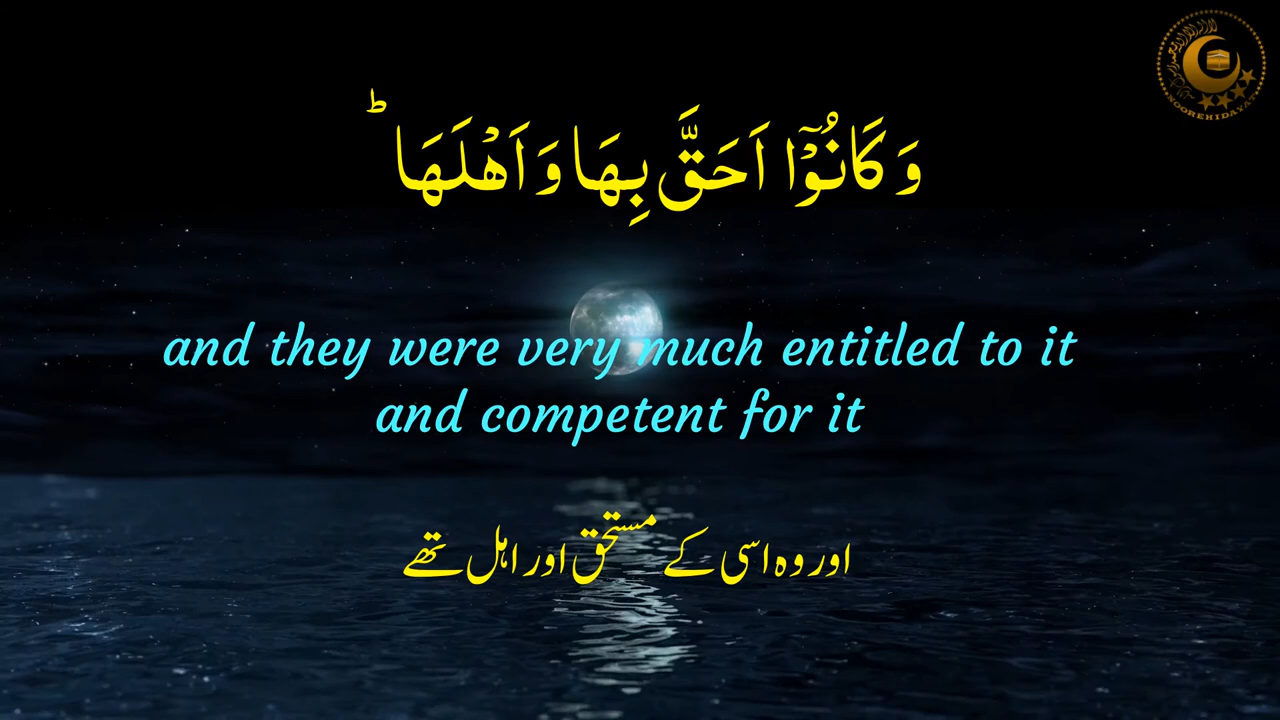 وَكَانُوْۤا اَحَقَّ بِهَا وَاَهْلَهَا ؕ
and they were very much entitled to it
and competent for it
اور وہ اسی کے مستحق اور اہل تھے
NOOREHIDAYAT